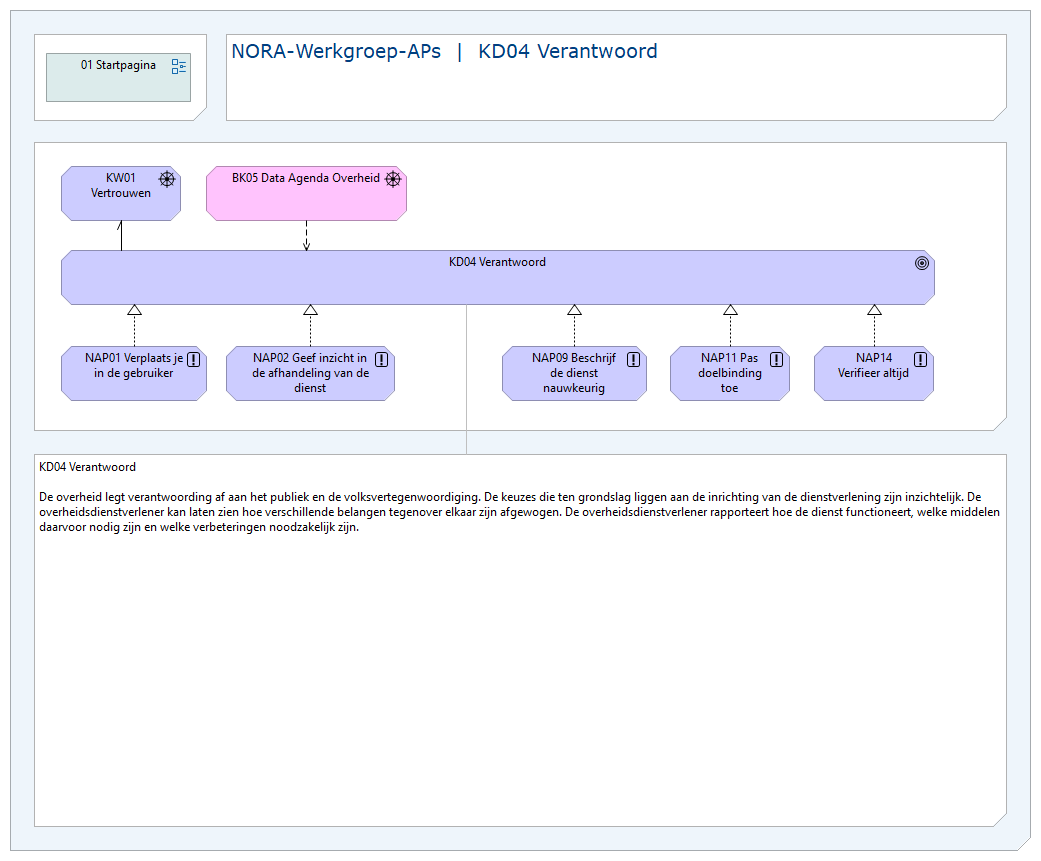 01 Startpagina
NORA-Werkgroep-APs | KD04 Verantwoord
KW01
Vertrouwen
BK05 Data Agenda Overheid
KD04 Verantwoord
NAP01 Verplaats je
in de gebruiker
NAP02 Geef inzicht in
de afhandeling van de
dienst
NAP09 Beschrijf
de dienst
nauwkeurig
NAP11 Pas
doelbinding
toe
NAP14
Verifieer altijd
KD04 Verantwoord
De overheid legt verantwoording af aan het publiek en de volksvertegenwoordiging. De keuzes die ten grondslag liggen aan de inrichting van de dienstverlening zijn inzichtelijk. De
overheidsdienstverlener kan laten zien hoe verschillende belangen tegenover elkaar zijn afgewogen. De overheidsdienstverlener rapporteert hoe de dienst functioneert, welke middelen
daarvoor nodig zijn en welke verbeteringen noodzakelijk zijn.